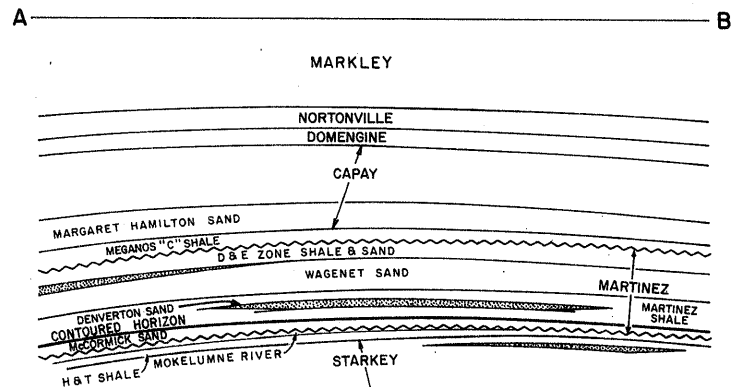 A B
MARKLEY
NORTONVILLE
DOMENGINE
CAPAY
MARGARET HAMILTON SAND
MEGANOS "C" SHALE
D & E ZONE SHALE & SAND
WAGENET SAND
MARTINEZ
DENVERTON SAND
MARTINEZ
SHALE
CONTOURED HORIZON
McCORMICK SAND
H & T SHALE
MOKELUMNE RIVER
STARKEY